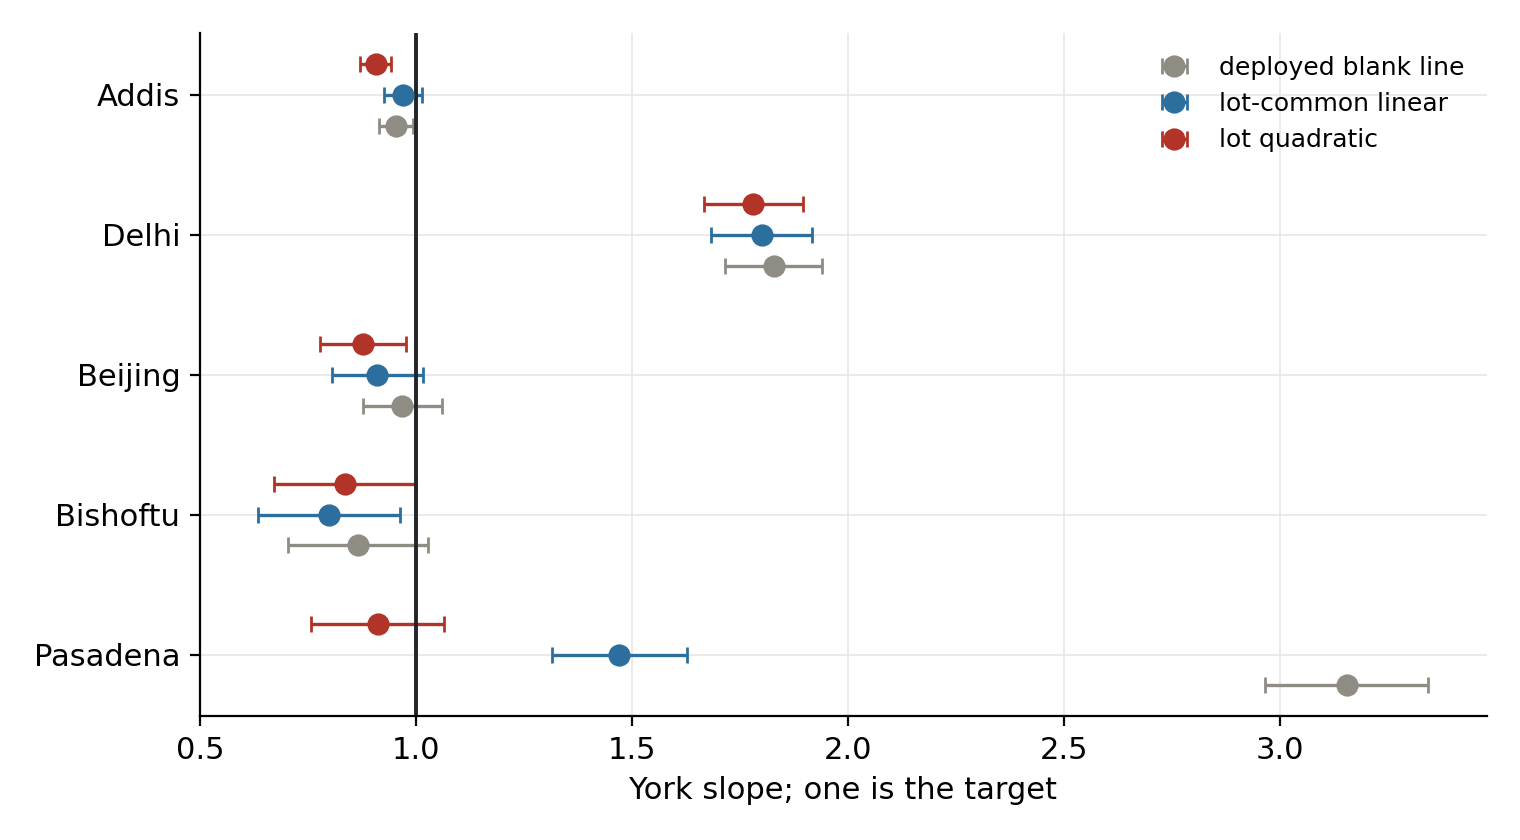 deployed blank line
lot-common linear
lot quadratic
Addis
Delhi
Beijing
Bishoftu
Pasadena
0.5 1.0 1.5 2.0 2.5 3.0
York slope; one is the target